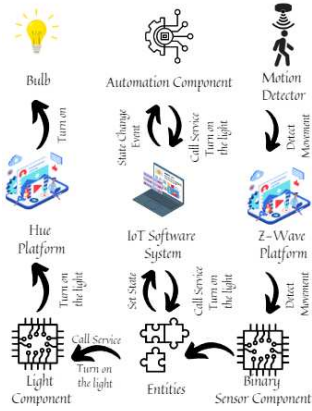 Bulb
Automation Component
Motion
Detector
Turn on
State Change
Event
Call Service
Turn on
the light
Detect
Movement
Hue
Platform
IoT Software
System
Z-Wave
Platform
Turn on
the light
Set State
Call Service
Turn on
the light
Detect
Movement
Call Service
Turn on
the light
Light
Component
Entities
Binary
Sensor Component